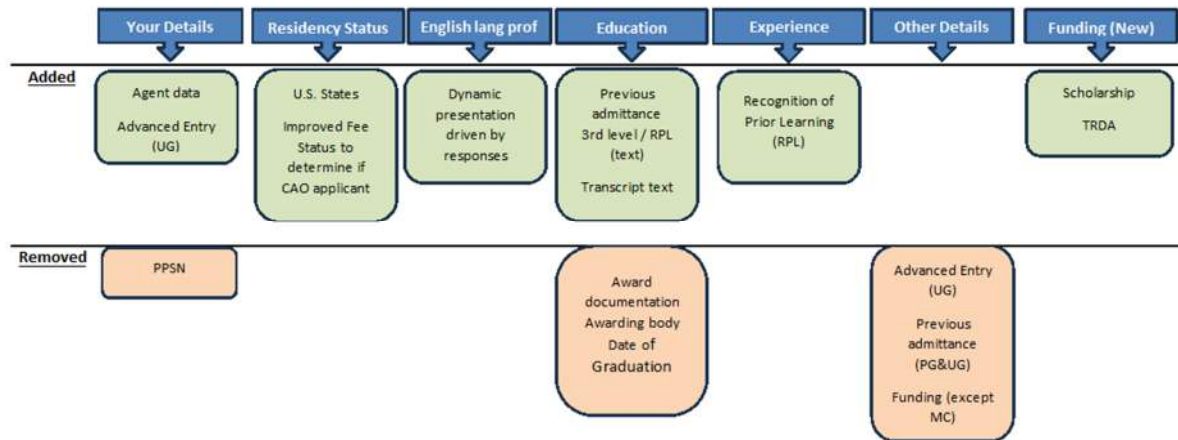 Your Details
Residency Status
English lang prof
Education
Experience
Other Details
Funding (New)
Added
Agent data
Advanced Entry
(UG)
U.S. States
Improved Fee
Status to
determine if
CAO applicant
Dynamic
presentation
driven by
responses
Previous
admittance
3rd level / RPL
(text)
Transcript text
Recognition of
Prior Learning
(RPL)
Scholarship
TRDA
Removed
PPSN
Award
documentation
Awarding body
Date of
Graduation
Advanced Entry
(UG)
Previous
admittance
(PG&UG)
Funding (except
MC)